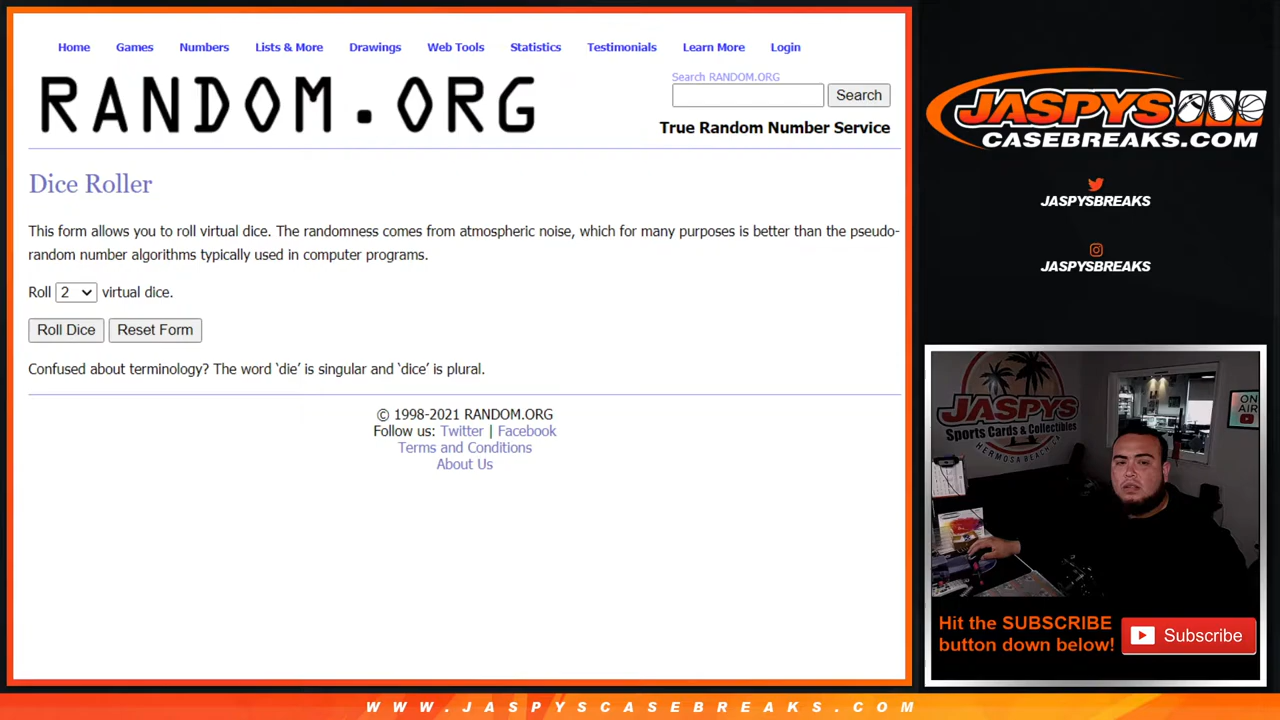 Home Games Numbers Lists & More Drawings Web Tools Statistics Testimonials Learn More Login
RANDOM.ORG
Search RANDOM.ORG
Search
True Random Number Service
Dice Roller
This form allows you to roll virtual dice. The randomness comes from atmospheric noise, which for many purposes is better than the pseudo-
random number algorithms typically used in computer programs.
Roll 2 virtual dice.
Roll Dice Reset Form
Confused about terminology? The word ‘die’ is singular and ‘dice’ is plural.
© 1998-2021 RANDOM.ORG
Follow us: Twitter | Facebook
Terms and Conditions
About Us
JASPYS
CASEBREAKS.COM
JASPYSBREAKS
JASPYSBREAKS
JASPYS
Sports Cards & Collectibles
HERMOSA BEACH, CA
ON
AIR
Hit the SUBSCRIBE
button down below!
Subscribe
WWW.JASPYSCASEBREAKS.COM